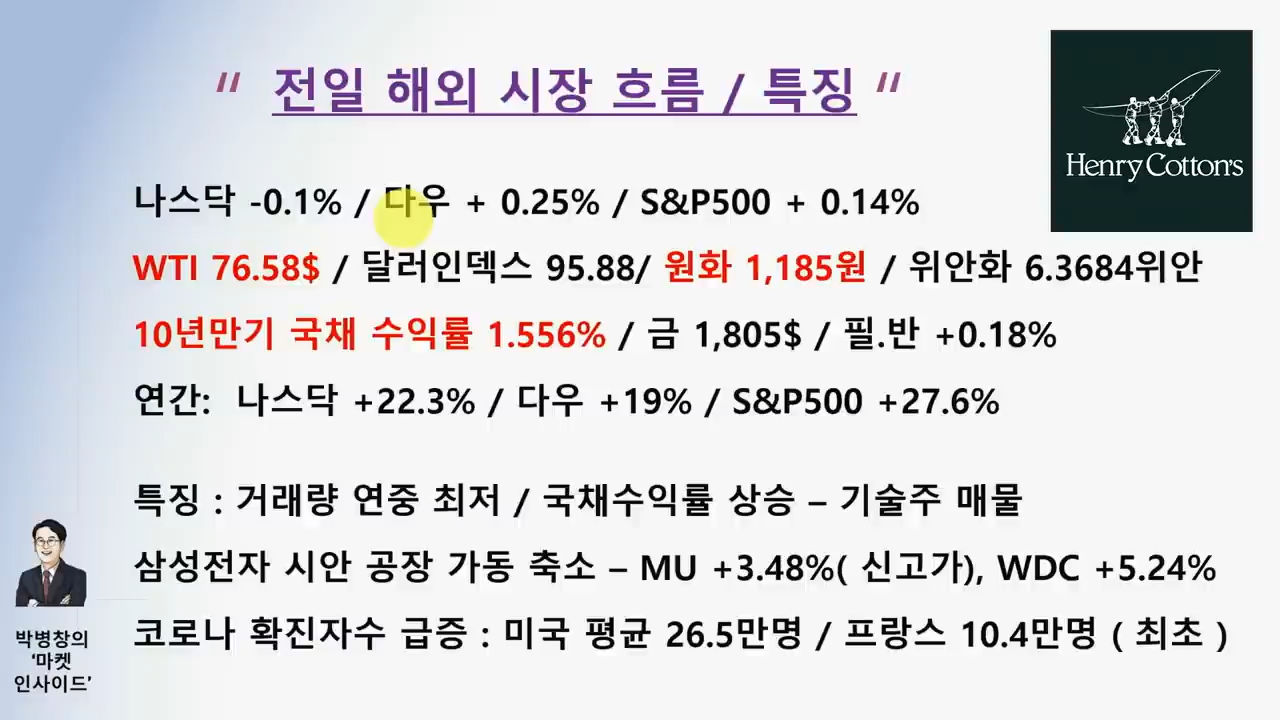 “ 전일 해외 시장 흐름 / 특징 “
Henry Cotton's
나스닥 -0.1% / 다우 + 0.25% / S&P500 + 0.14%
WTI 76.58$ / 달러인덱스 95.88/ 원화 1,185원 / 위안화 6.3684위안
10년만기 국채 수익률 1.556% / 금 1,805$ / 필.반 +0.18%
연간: 나스닥 +22.3% / 다우 +19% / S&P500 +27.6%
특징 : 거래량 연중 최저 / 국채수익률 상승 – 기술주 매물
삼성전자 시안 공장 가동 축소 – MU +3.48%( 신고가), WDC +5.24%
코로나 확진자수 급증 : 미국 평균 26.5만명 / 프랑스 10.4만명 ( 최초 )
박병창의
‘마켓
인사이드’